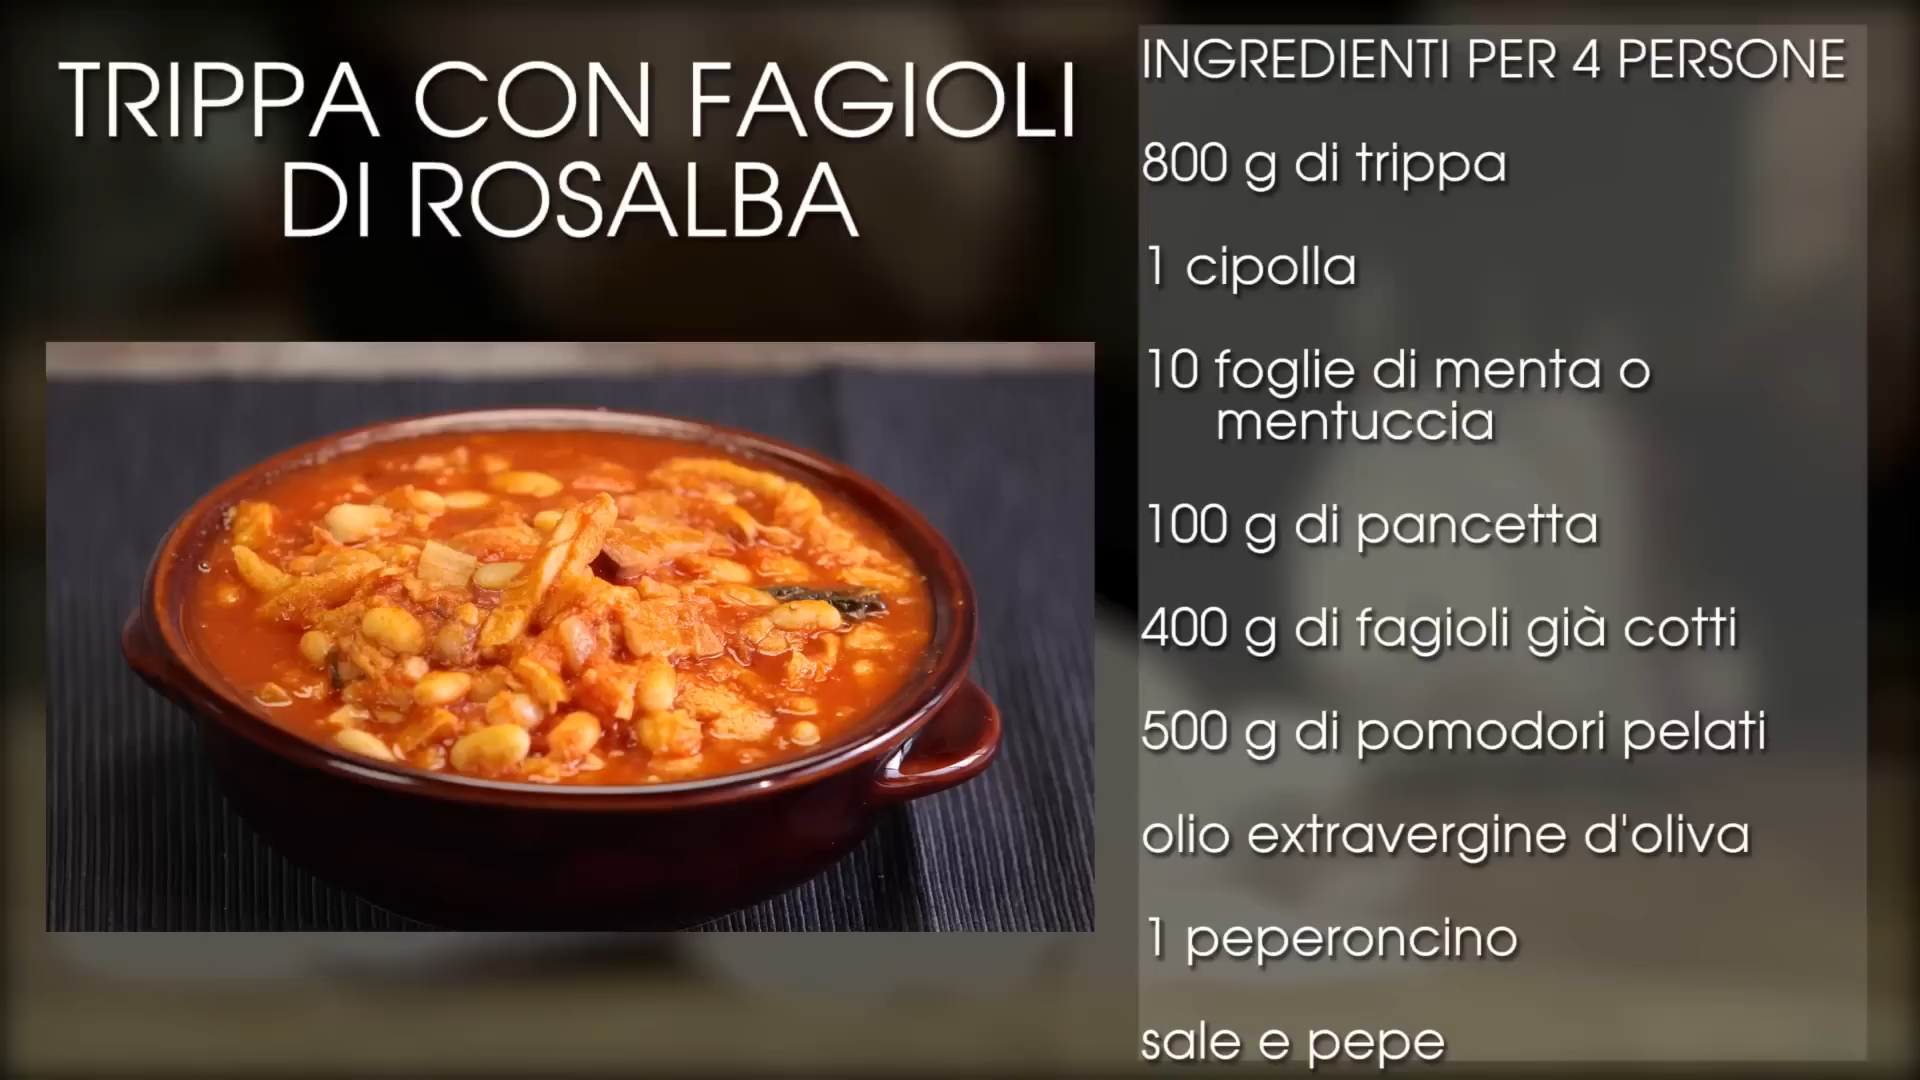 TRIPPA CON FAGIOLI
DI ROSALBA
INGREDIENTI PER 4 PERSONE
800 g di trippa
1 cipolla
10 foglie di menta o
mentuccia
100 g di pancetta
400 g di fagioli già cotti
500 g di pomodori pelati
olio extravergine d'oliva
1 peperoncino
sale e pepe